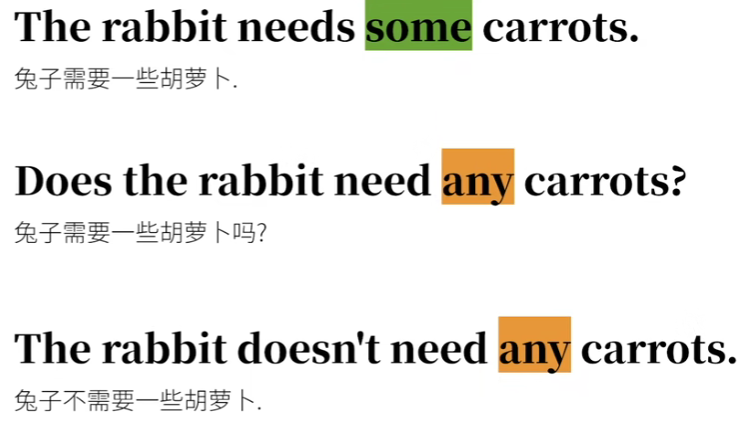 The rabbit needs some carrots.
兔子需要一些胡萝卜.
Does the rabbit need any carrots?
兔子需要一些胡萝卜吗?
The rabbit doesn't need any carrots.
兔子不需要一些胡萝卜.